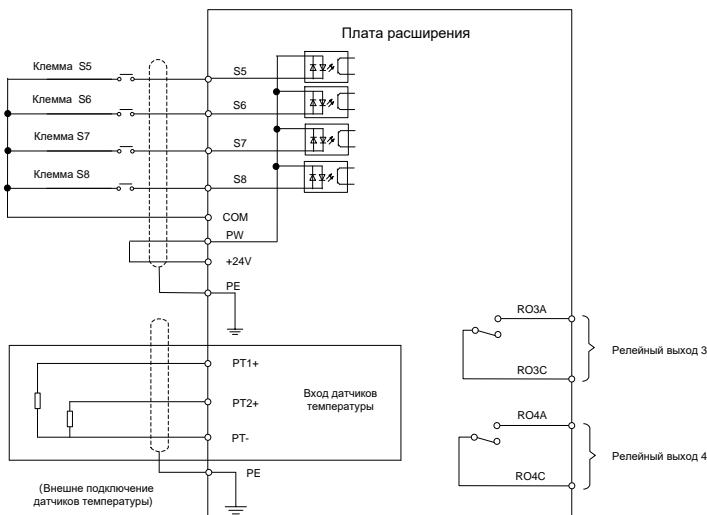 Плата расширения
Клемма S5
S5
Клемма S6
S6
Клемма S7
S7
Клемма S8
S8
COM
PW
+24V
PE
PT1+
PT2+
PT-
PE
Вход датчиков
температуры
(Внешне подключение
датчиков температуры)
RO3A
RO3C
Релейный выход 3
RO4A
RO4C
Релейный выход 4